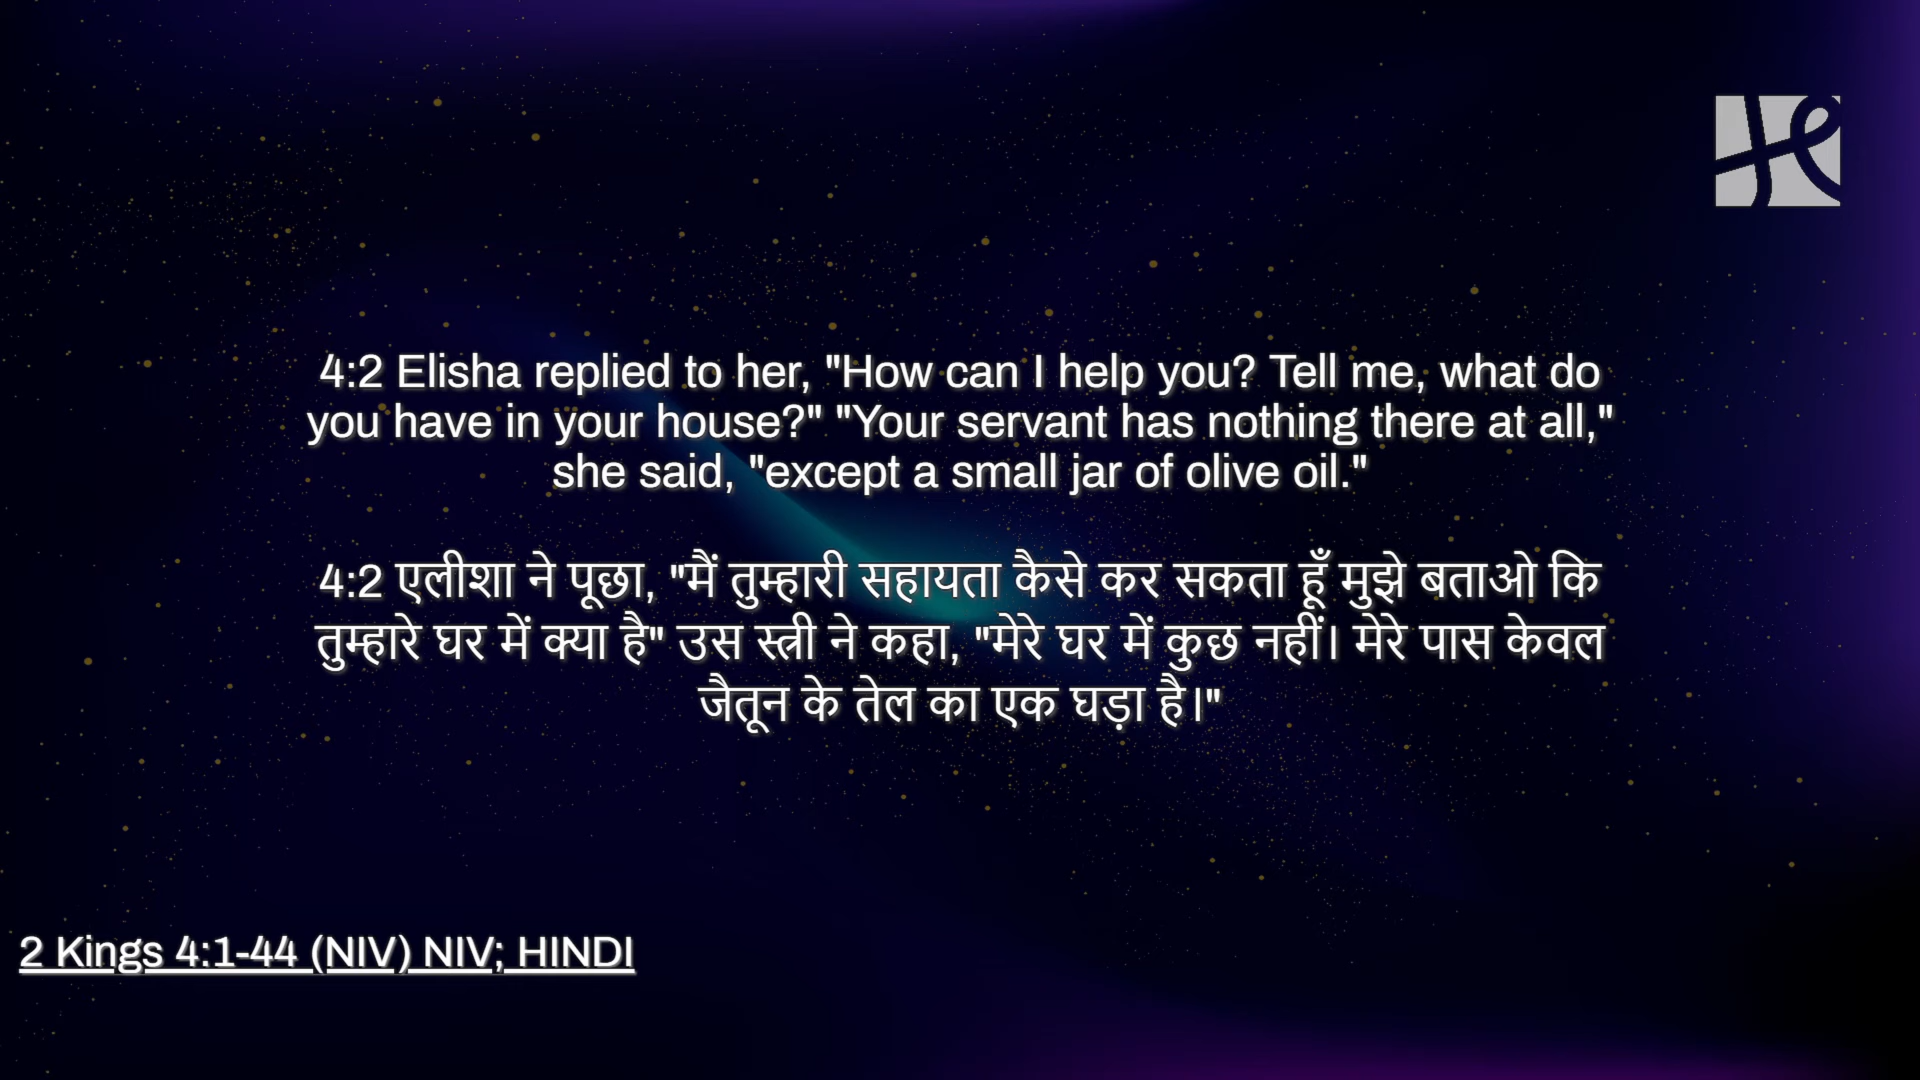 4:2 Elisha replied to her, "How can I help you? Tell me, what do
you have in your house?" "Your servant has nothing there at all,"
she said, "except a small jar of olive oil."
4:2 एलीशा ने पूछा, "मैं तुम्हारी सहायता कैसे कर सकता हूँ मुझे बताओ कि
तुम्हारे घर में क्या है" उस स्त्री ने कहा, "मेरे घर में कुछ नहीं। मेरे पास केवल
जैतून के तेल का एक घड़ा है।"
2 Kings 4:1-44 (NIV) NIV; HINDI